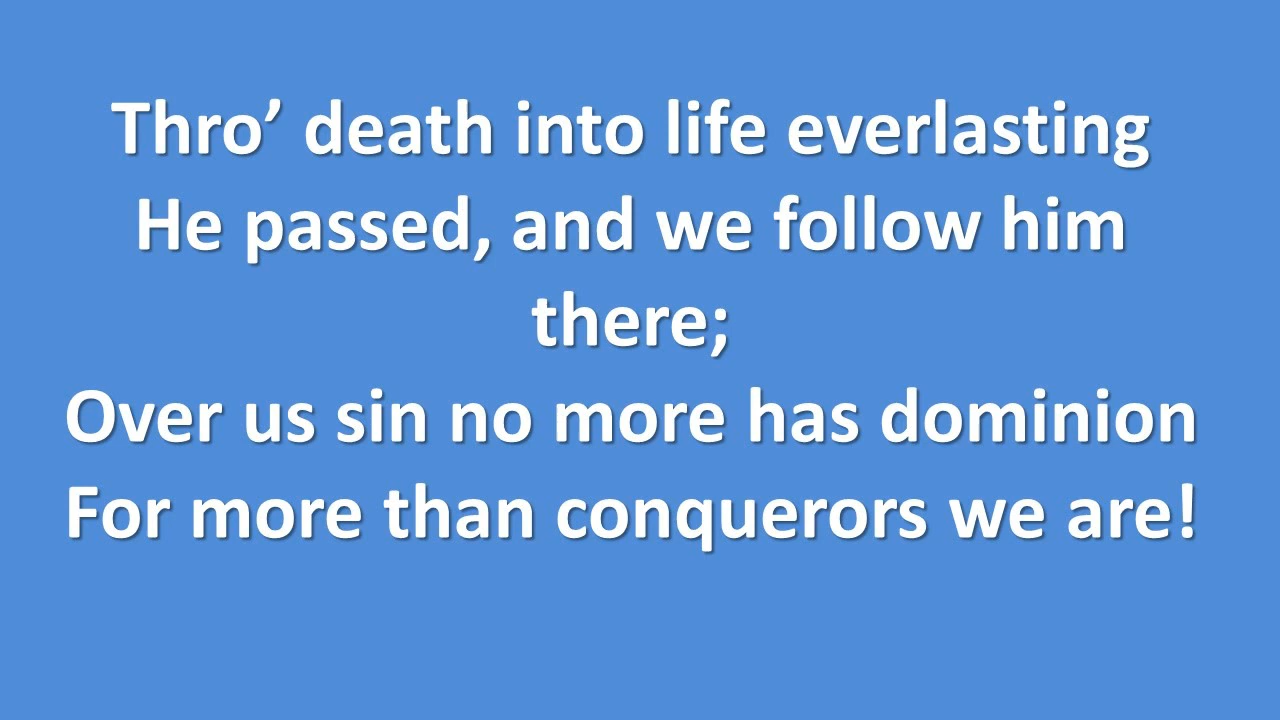 Thro’ death into life everlasting
He passed, and we follow him
there;
Over us sin no more has dominion
For more than conquerors we are!